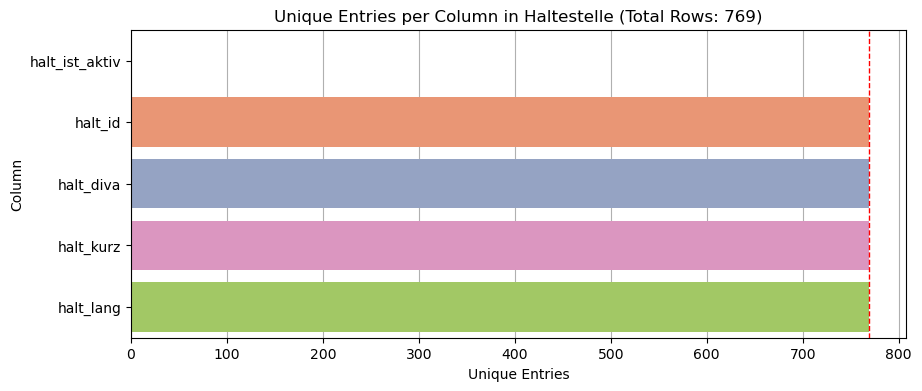 Unique Entries per Column in Haltestelle (Total Rows: 769)
Column
halt_ist_aktiv
halt_id
halt_diva
halt_kurz
halt_lang
0 100 200 300 400 500 600 700 800
Unique Entries